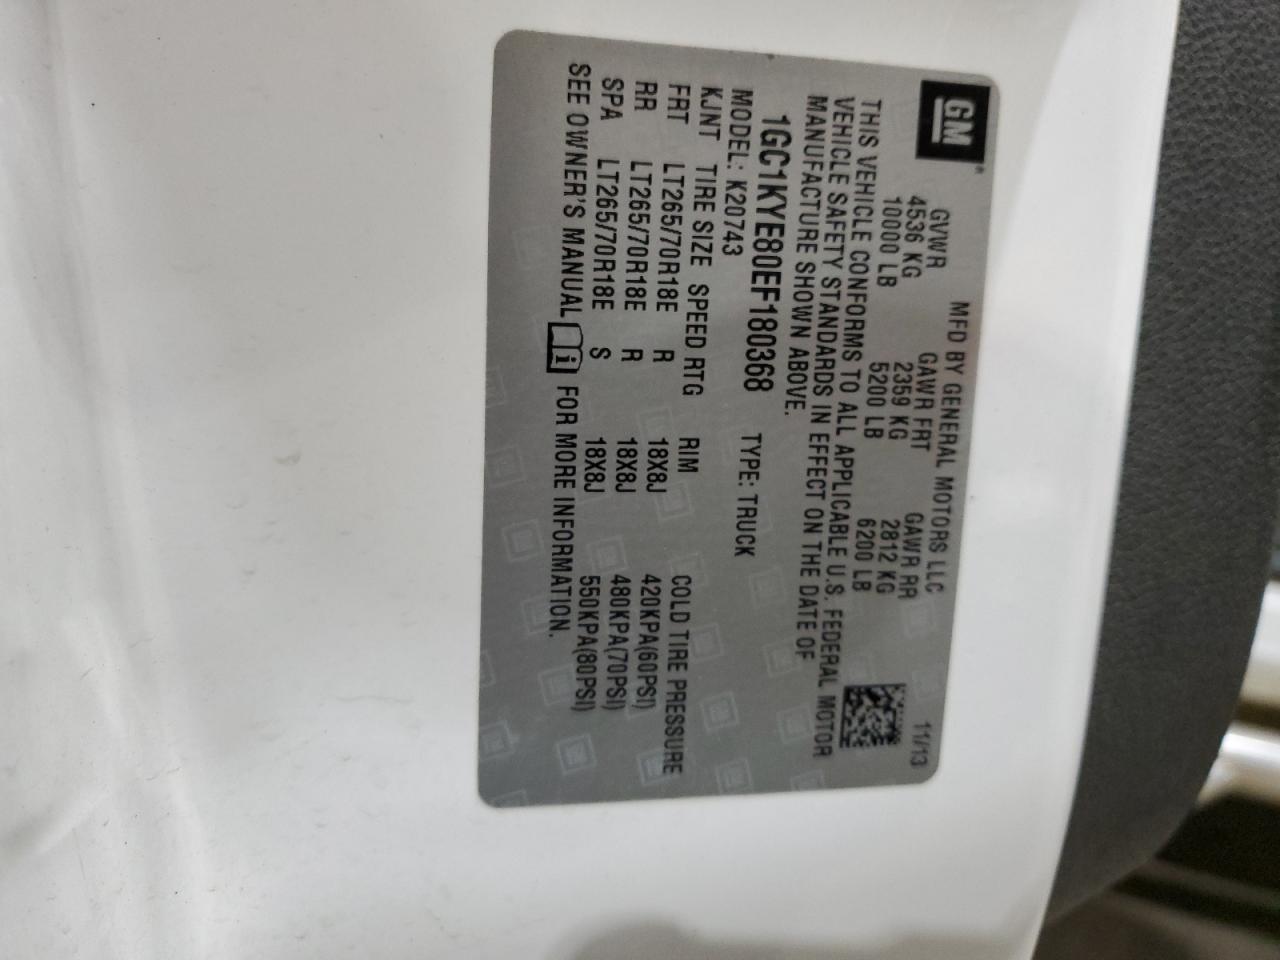 GM
MFD BY GENERAL MOTORS LLC 11/13
GVWR GAWR FRT GAWR RR
4536 KG 2359 KG 2812 KG
10000 LB 5200 LB 6200 LB
THIS VEHICLE CONFORMS TO ALL APPLICABLE U.S. FEDERAL MOTOR
VEHICLE SAFETY STANDARDS IN EFFECT ON THE DATE OF
MANUFACTURE SHOWN ABOVE.
1GC1KYE80EF180368 TYPE: TRUCK
MODEL: K20743
KJNT TIRE SIZE SPEED RTG RIM COLD TIRE PRESSURE
FRT LT265/70R18E R 18X8J 420KPA(60PSI)
RR LT265/70R18E R 18X8J 480KPA(70PSI)
SPA LT265/70R18E S 18X8J 550KPA(80PSI)
SEE OWNER'S MANUAL i FOR MORE INFORMATION.